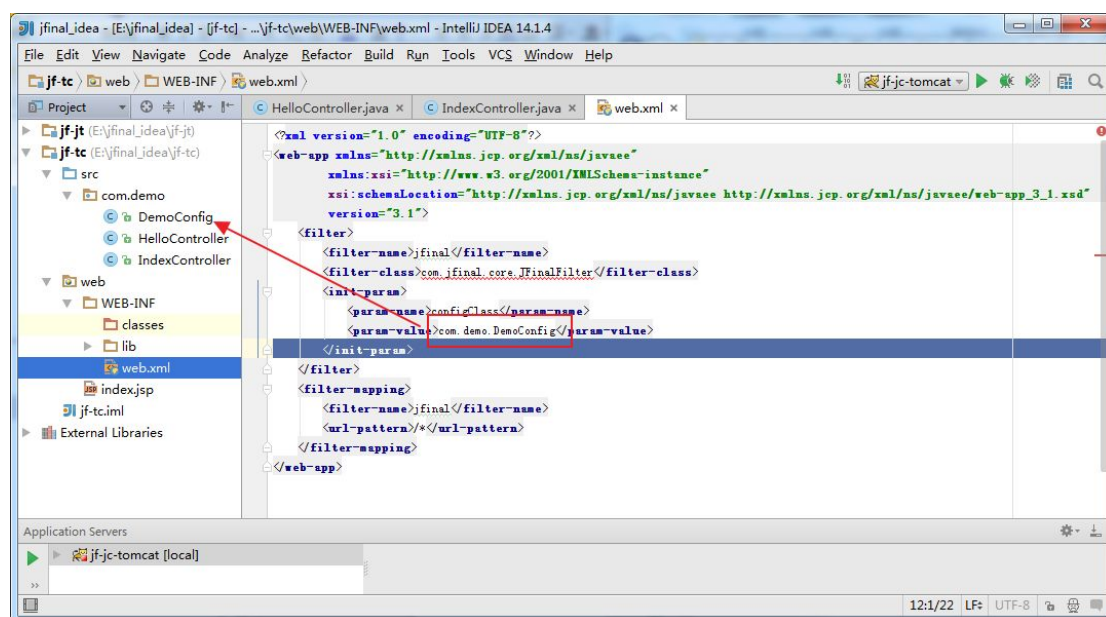 jfinal_idea - [E:\jfinal_idea] - [jf-tc] - ...\jf-tc\web\WEB-INF\web.xml - IntelliJ IDEA 14.1.4
File Edit View Navigate Code Analyze Refactor Build Run Tools VCS Window Help
jf-tc web WEB-INF web.xml jf-jc-tomcat
Project HelloController.java × IndexController.java × web.xml ×
jf-jt (E:\jfinal_idea\jf-jt)
jf-tc (E:\jfinal_idea\jf-tc)
src
com.demo
DemoConfig
HelloController
IndexController
web
WEB-INF
classes
lib
web.xml
index.jsp
jf-tc.iml
External Libraries
<?xml version="1.0" encoding="UTF-8"?>
<web-app xmlns="http://xmlns.jcp.org/xml/ns/javaee"
xmlns:xsi="http://www.w3.org/2001/XMLSchema-instance"
xsi:schemaLocation="http://xmlns.jcp.org/xml/ns/javaee http://xmlns.jcp.org/xml/ns/javaee/web-app_3_1.xsd"
version="3.1">
<filter>
<filter-name>jfinal</filter-name>
<filter-class>com.jfinal.core.JFinalFilter</filter-class>
<init-param>
<param-name>configClass</param-name>
<param-value>com.demo.DemoConfig</param-value>
</init-param>
</filter>
<filter-mapping>
<filter-name>jfinal</filter-name>
<url-pattern>/*</url-pattern>
</filter-mapping>
</web-app>
Application Servers
jf-jc-tomcat [local]
12:1/22 LF÷ UTF-8